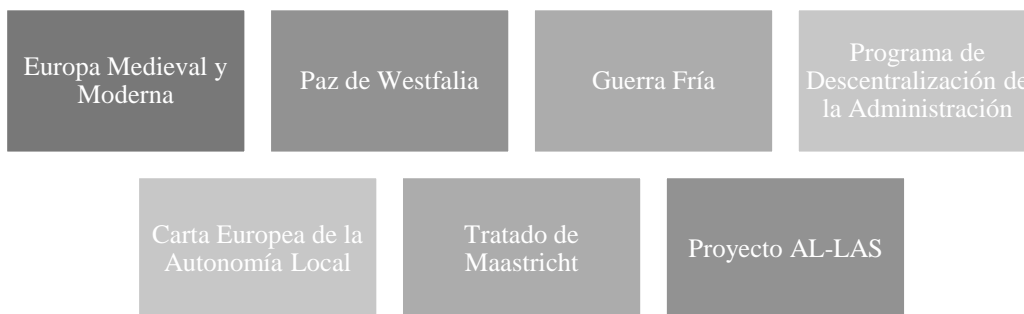 Europa Medieval y
Moderna
Paz de Westfalia
Guerra Fría
Programa de
Descentralización de
la Administración
Carta Europea de la
Autonomía Local
Tratado de
Maastricht
Proyecto AL-LAS